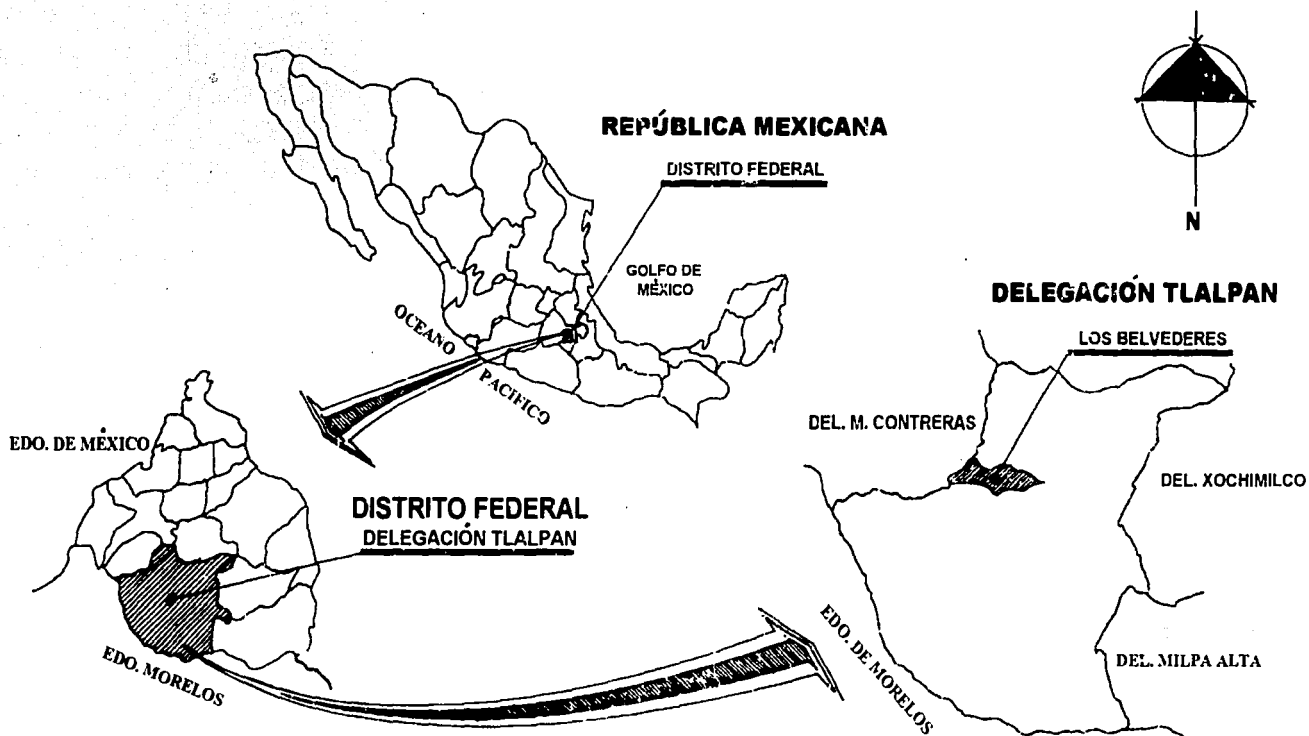 REPÚBLICA MEXICANA
DISTRITO FEDERAL
N
GOLFO DE
MÉXICO
DELEGACIÓN TLALPAN
LOS BELVEDERES
OCEANO
PACIFICO
DEL. M. CONTRERAS
EDO. DE MÉXICO
DEL. XOCHIMILCO
DISTRITO FEDERAL
DELEGACIÓN TLALPAN
EDO. DE MORELOS
EDO. MORELOS
DEL. MILPA ALTA